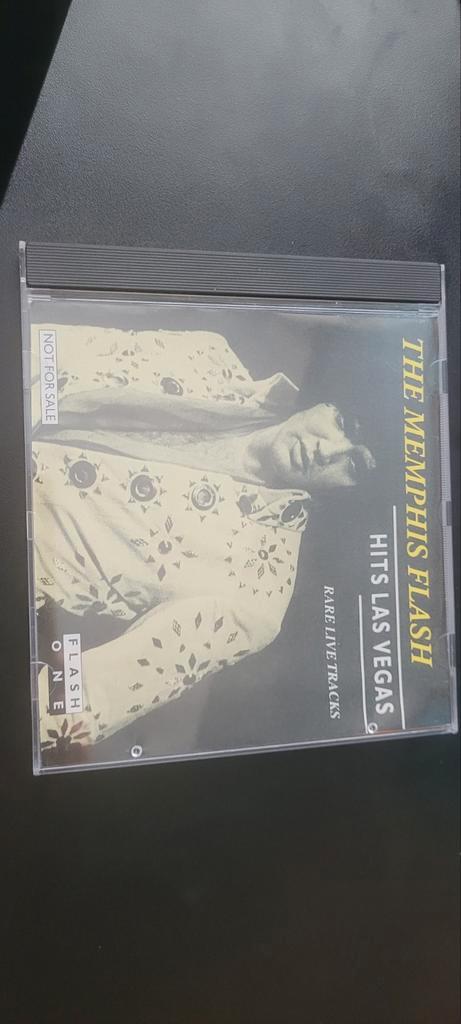 THE MEMPHIS FLASH
HITS LAS VEGAS
RARE LIVE TRACKS
NOT FOR SALE
FLASH
ONE